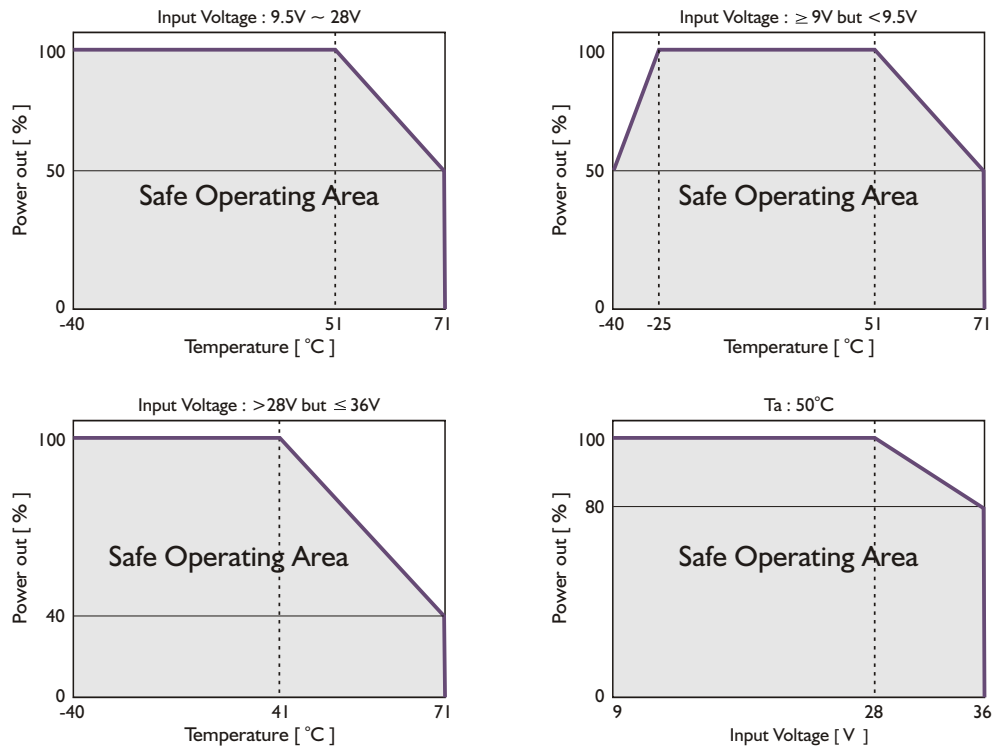 Input Voltage : 9.5V ~ 28V
100
50
0
Power out [ % ]
Safe Operating Area
-40
51
71
Temperature [ °C ]
Input Voltage : ≥ 9V but <9.5V
100
50
0
Power out [ % ]
Safe Operating Area
-40
-25
51
71
Temperature [ °C ]
Input Voltage : >28V but ≤ 36V
100
40
0
Power out [ % ]
Safe Operating Area
-40
41
71
Temperature [ °C ]
Ta : 50°C
100
80
0
Power out [ % ]
Safe Operating Area
9
28
36
Input Voltage [ V ]